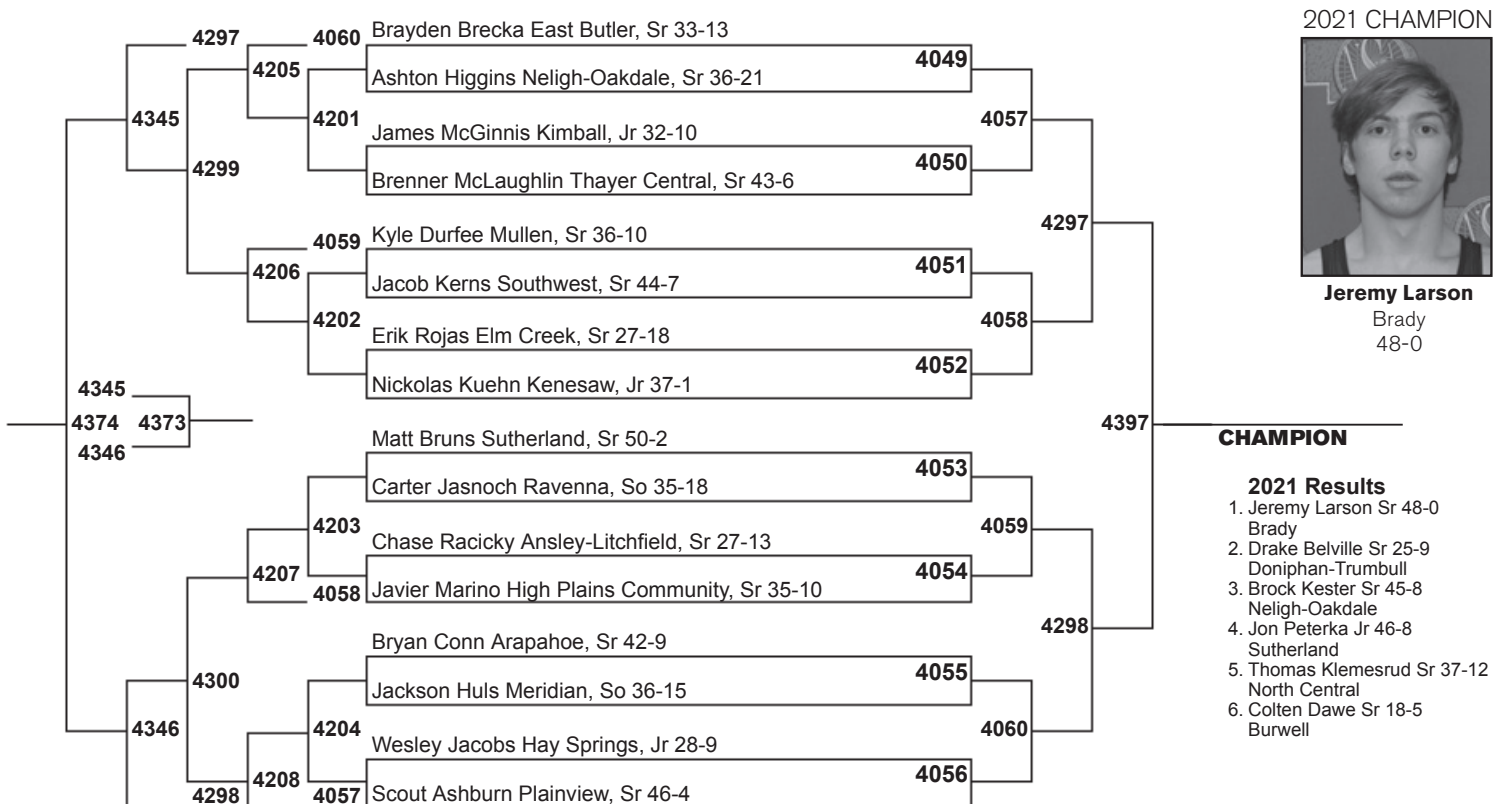 4297
4060
Brayden Brecka East Butler, Sr 33-13
4205
Ashton Higgins Neligh-Oakdale, Sr 36-21
4049
4345
4201
James McGinnis Kimball, Jr 32-10
4057
4299
Brenner McLaughlin Thayer Central, Sr 43-6
4050
4059
Kyle Durfee Mullen, Sr 36-10
4297
4206
Jacob Kerns Southwest, Sr 44-7
4051
4202
Erik Rojas Elm Creek, Sr 27-18
4058
Nickolas Kuehn Kenesaw, Jr 37-1
4052
4345
4374
4373
4346
4397
CHAMPION
Matt Bruns Sutherland, Sr 50-2
Carter Jasnoch Ravenna, So 35-18
4053
4203
Chase Racicky Ansley-Litchfield, Sr 27-13
4059
4207
4058
Javier Marino High Plains Community, Sr 35-10
4054
Bryan Conn Arapahoe, Sr 42-9
4298
4300
Jackson Huls Meridian, So 36-15
4055
4346
4204
Wesley Jacobs Hay Springs, Jr 28-9
4060
4298
4208
4057
Scout Ashburn Plainview, Sr 46-4
4056
2021 CHAMPION
Jeremy Larson
Brady
48-0
2021 Results
1. Jeremy Larson Sr 48-0
Brady
2. Drake Belville Sr 25-9
Doniphan-Trumbull
3. Brock Kester Sr 45-8
Neligh-Oakdale
4. Jon Peterka Jr 46-8
Sutherland
5. Thomas Klemesrud Sr 37-12
North Central
6. Colten Dawe Sr 18-5
Burwell